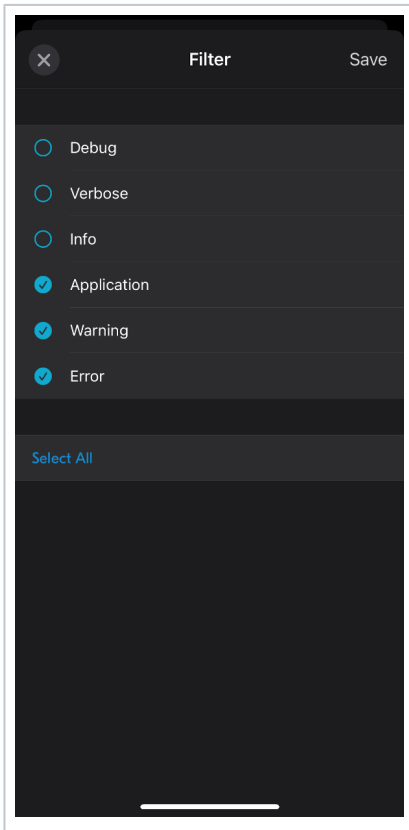 Filter
Save
Debug
Verbose
Info
Application
Warning
Error
Select All